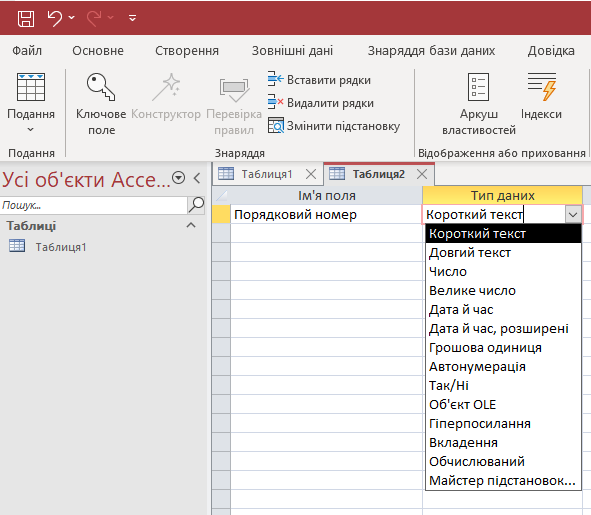 Файл Основне Створення Зовнішні дані Знаряддя бази даних Довідка
Подання
Ключове поле
Конструктор
Перевірка правил
Вставити рядки
Видалити рядки
Змінити підстановку
Аркуш властивостей
Індекси
Подання Знаряддя Відображення або приховання
Усі об'єкти Acce...
Пошук...
Таблиці
Таблиця1
Таблиця1 Таблиця2
Ім'я поля Тип даних
Порядковий номер Короткий текст
Короткий текст
Довгий текст
Число
Велике число
Дата й час
Дата й час, розширені
Грошова одиниця
Автонумерація
Так/Ні
Об'єкт OLE
Гіперпосилання
Вкладення
Обчислюваний
Майстер підстановок...